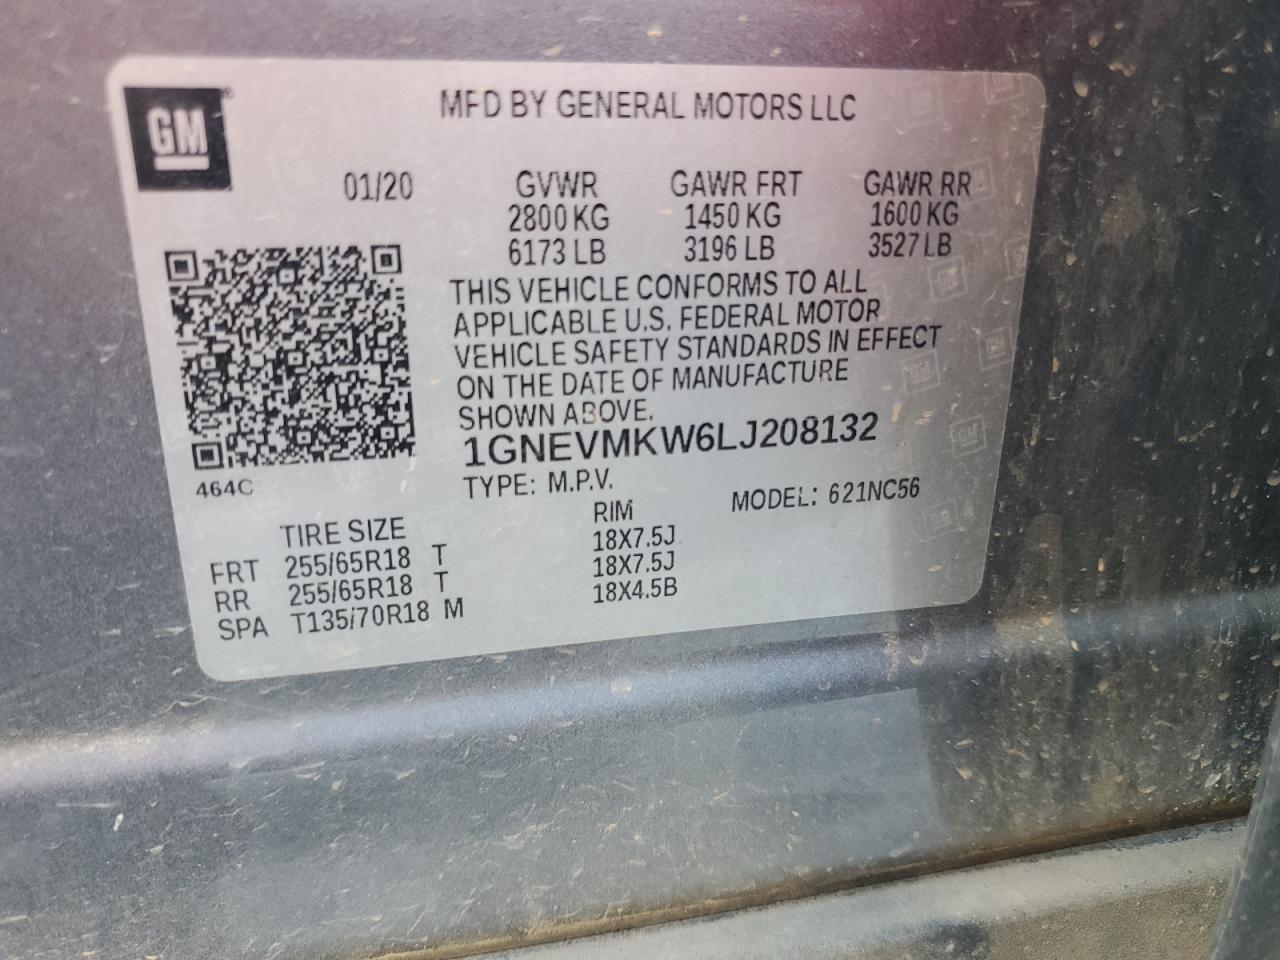 GM
MFD BY GENERAL MOTORS LLC
01/20 GVWR GAWR FRT GAWR RR
2800 KG 1450 KG 1600 KG
6173 LB 3196 LB 3527 LB
THIS VEHICLE CONFORMS TO ALL
APPLICABLE U.S. FEDERAL MOTOR
VEHICLE SAFETY STANDARDS IN EFFECT
ON THE DATE OF MANUFACTURE
SHOWN ABOVE.
1GNEVMKW6LJ208132
464C
TYPE: M.P.V. MODEL: 621NC56
TIRE SIZE RIM
FRT 255/65R18 T 18X7.5J
RR 255/65R18 T 18X7.5J
SPA T135/70R18 M 18X4.5B